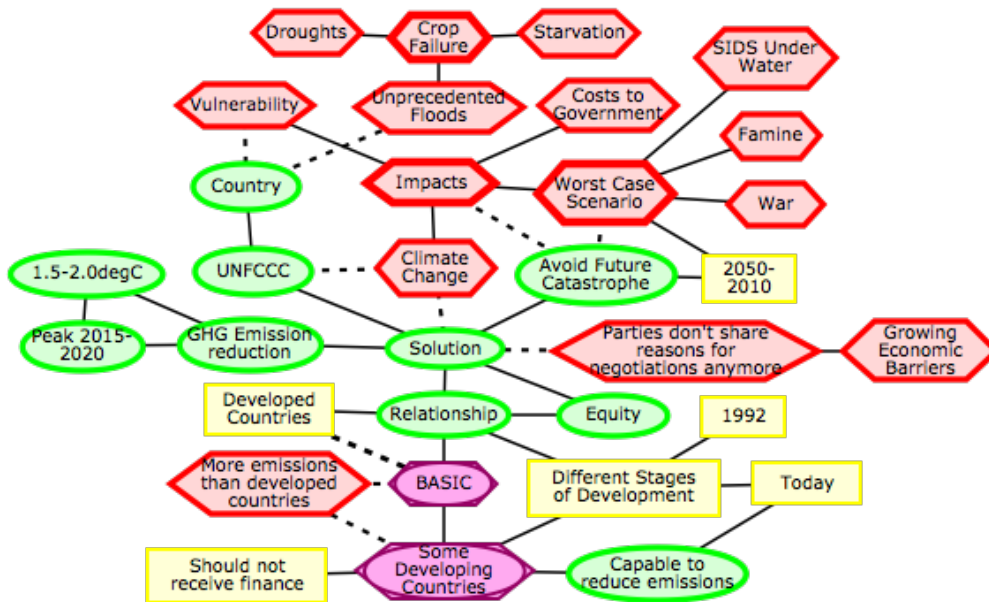 Droughts
Crop
Failure
Starvation
SIDS Under
Water
Vulnerability
Unprecedented
Floods
Costs to
Government
Famine
Country
Impacts
Worst Case
Scenario
War
1.5-2.0degC
UNFCCC
Climate
Change
Avoid Future
Catastrophe
2050-
2010
Peak 2015-
2020
GHG Emission
reduction
Solution
Parties don't share
reasons for
negotiations anymore
Growing
Economic
Barriers
Developed
Countries
Relationship
Equity
1992
More emissions
than developed
countries
BASIC
Different Stages
of Development
Today
Should not
receive finance
Some
Developing
Countries
Capable to
reduce emissions